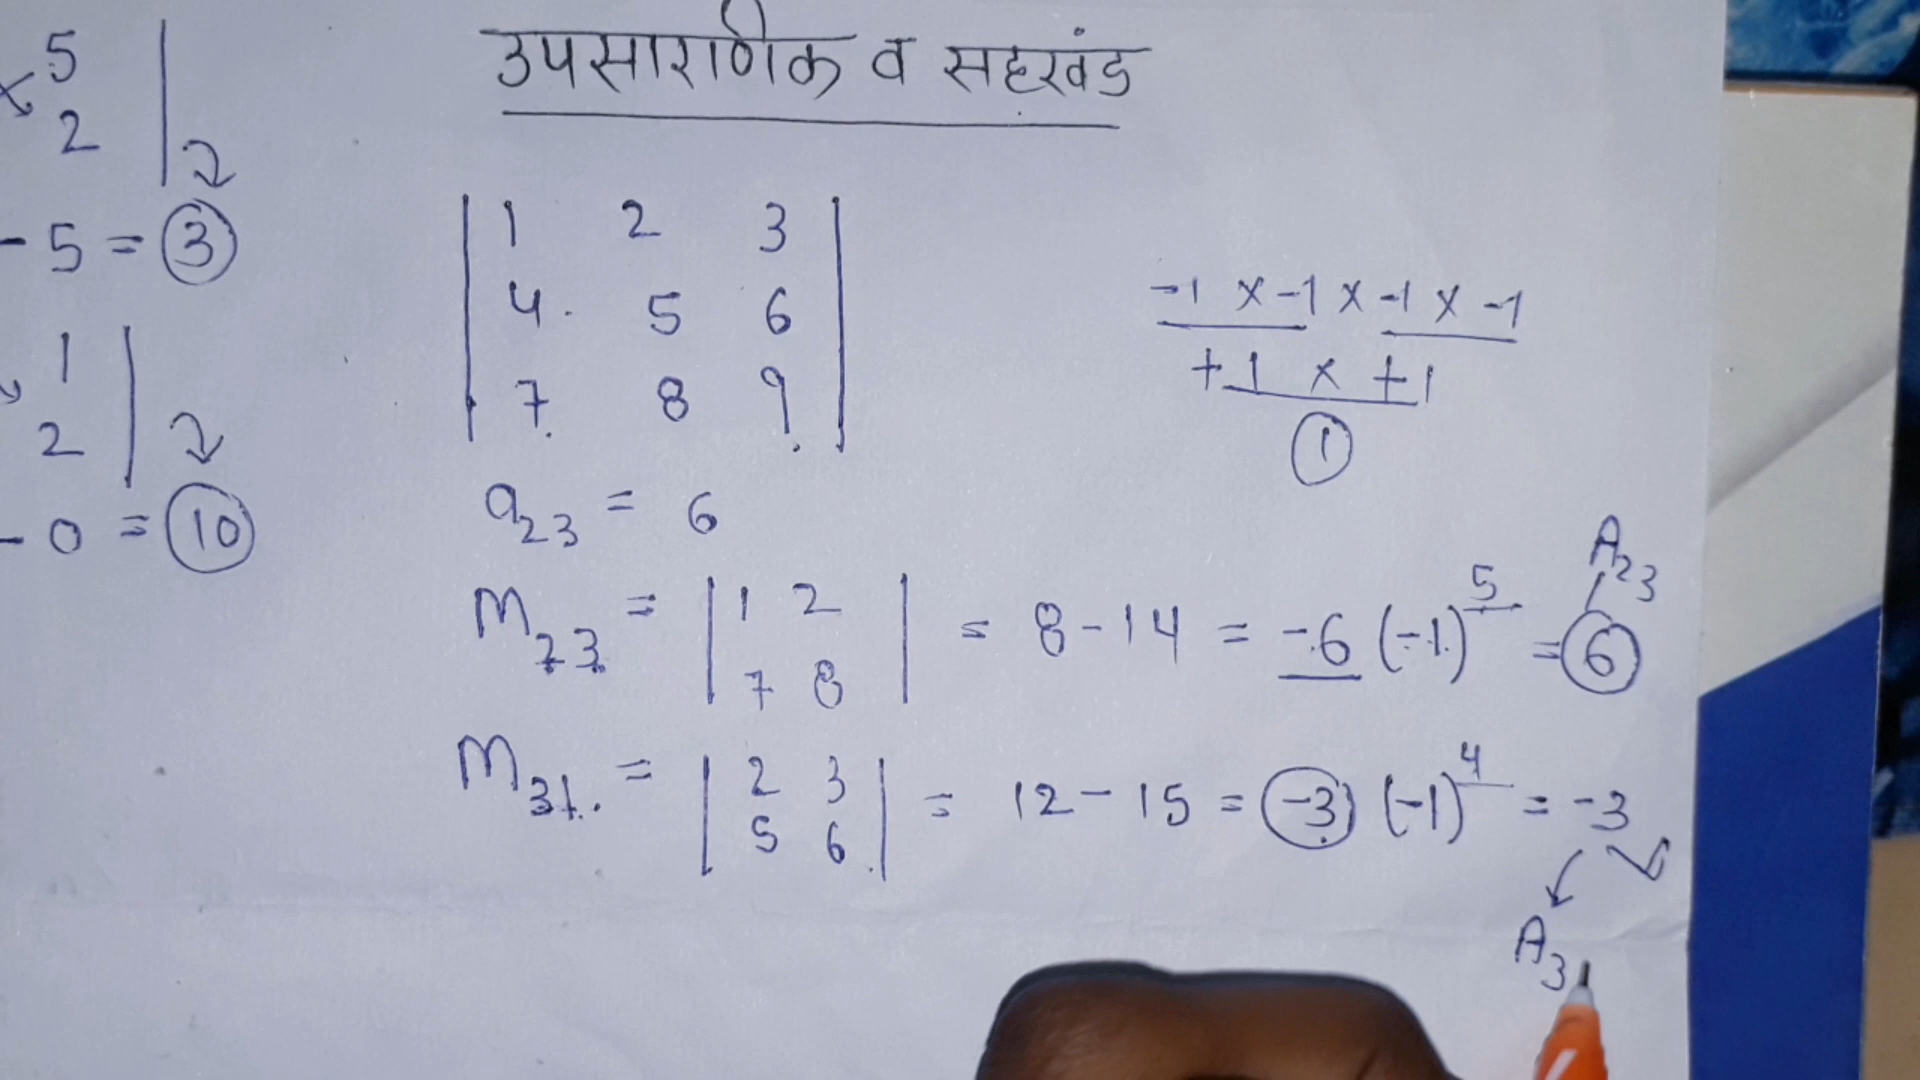 5
2
- 5 = 3
1
2
- 0 = 10
उपसारणिक व सहखंड
1 2 3
4 5 6
7 8 9
-1 × -1 × -1 × -1
+1 × +1
1
a23 = 6
M23 = | 1 2 | = 8 - 14 = -6 (-1)^5 = 6
7 8
A23
M31 = | 2 3 | = 12 - 15 = -3 (-1)^4 = -3
5 6
A3